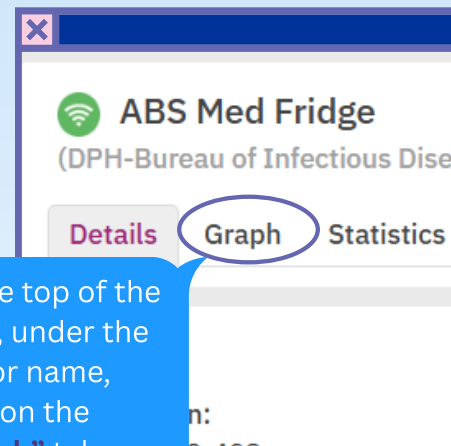 ABS Med Fridge
(DPH-Bureau of Infectious Dise
Details Graph Statistics
e top of the
, under the
or name,
on the
n: